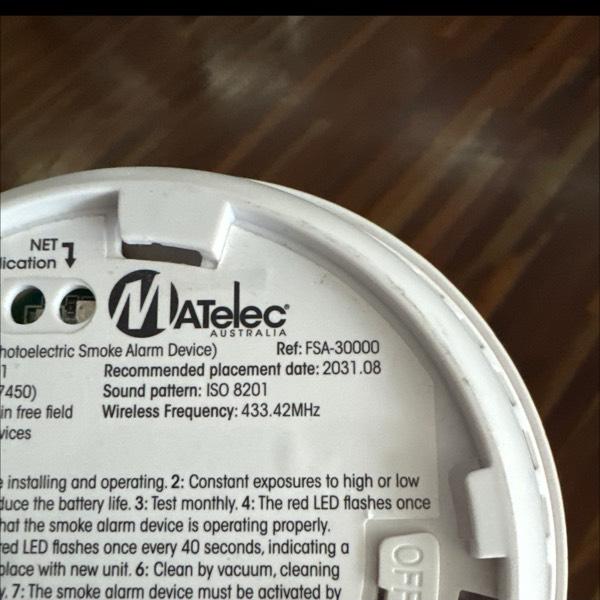 NET
lication
MATelec
AUSTRALIA
hotoelectric Smoke Alarm Device) Ref: FSA-30000
1 Recommended placement date: 2031.08
7450) Sound pattern: ISO 8201
in free field Wireless Frequency: 433.42MHz
vices
e installing and operating. 2: Constant exposures to high or low
duce the battery life. 3: Test monthly. 4: The red LED flashes once
hat the smoke alarm device is operating properly.
red LED flashes once every 40 seconds, indicating a
place with new unit. 6: Clean by vacuum, cleaning
y. 7: The smoke alarm device must be activated by
OFF